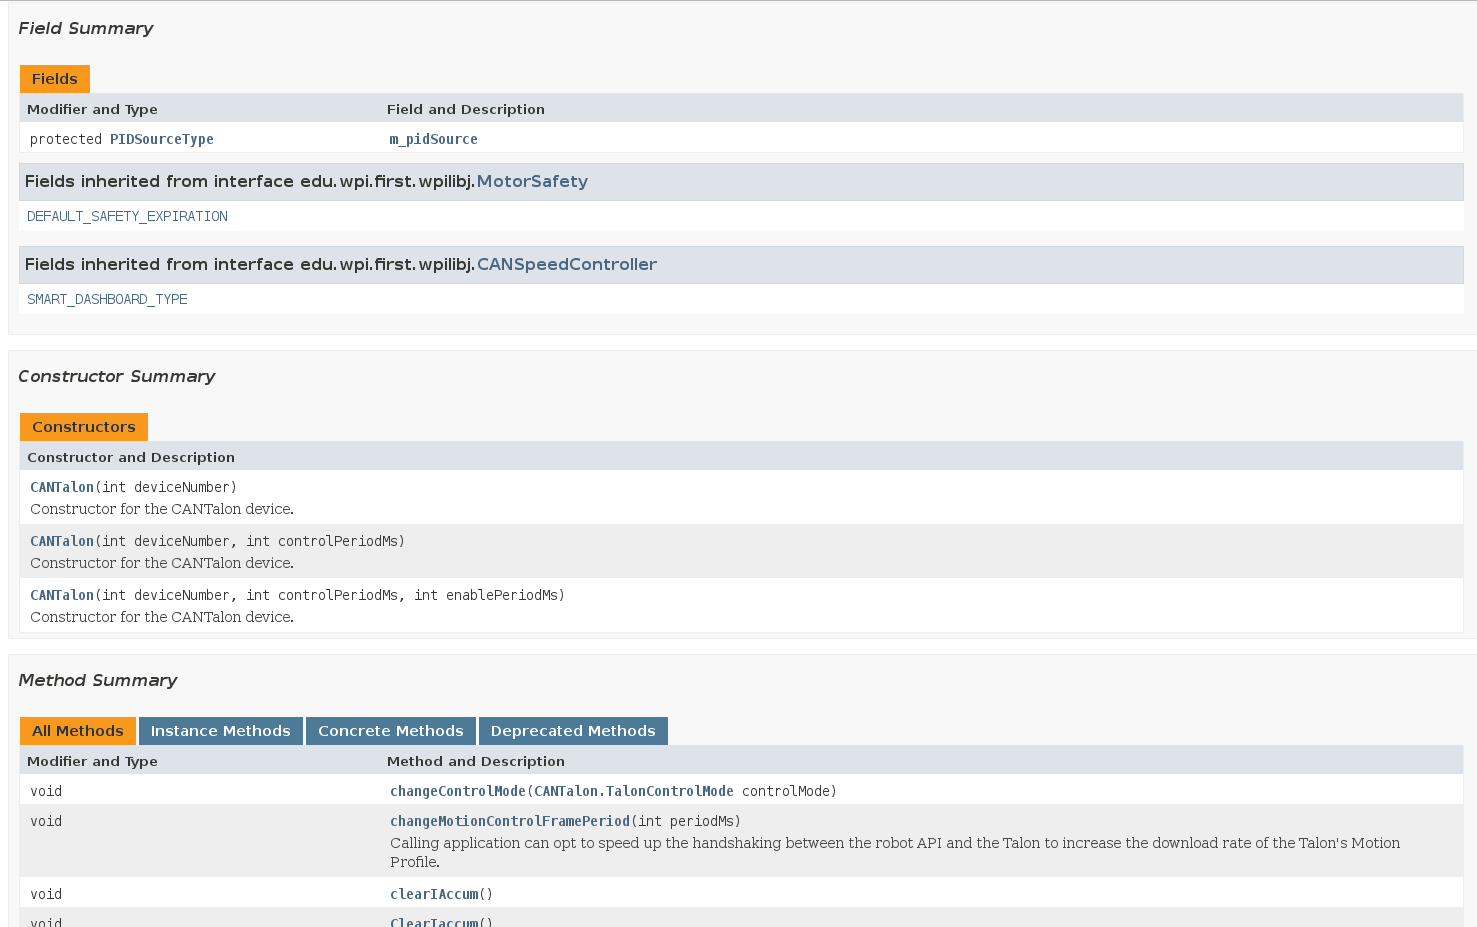 Field Summary
Fields
Modifier and Type Field and Description
protected PIDSourceType m_pidSource
Fields inherited from interface edu.wpi.first.wpilibj.MotorSafety
DEFAULT_SAFETY_EXPIRATION
Fields inherited from interface edu.wpi.first.wpilibj.CANSpeedController
SMART_DASHBOARD_TYPE
Constructor Summary
Constructors
Constructor and Description
CANTalon(int deviceNumber)
Constructor for the CANTalon device.
CANTalon(int deviceNumber, int controlPeriodMs)
Constructor for the CANTalon device.
CANTalon(int deviceNumber, int controlPeriodMs, int enablePeriodMs)
Constructor for the CANTalon device.
Method Summary
All Methods Instance Methods Concrete Methods Deprecated Methods
Modifier and Type Method and Description
void changeControlMode(CANTalon.TalonControlMode controlMode)
void changeMotionControlFramePeriod(int periodMs)
Calling application can opt to speed up the handshaking between the robot API and the Talon to increase the download rate of the Talon's Motion
Profile.
void clearIAccum()
void ClearIaccum()